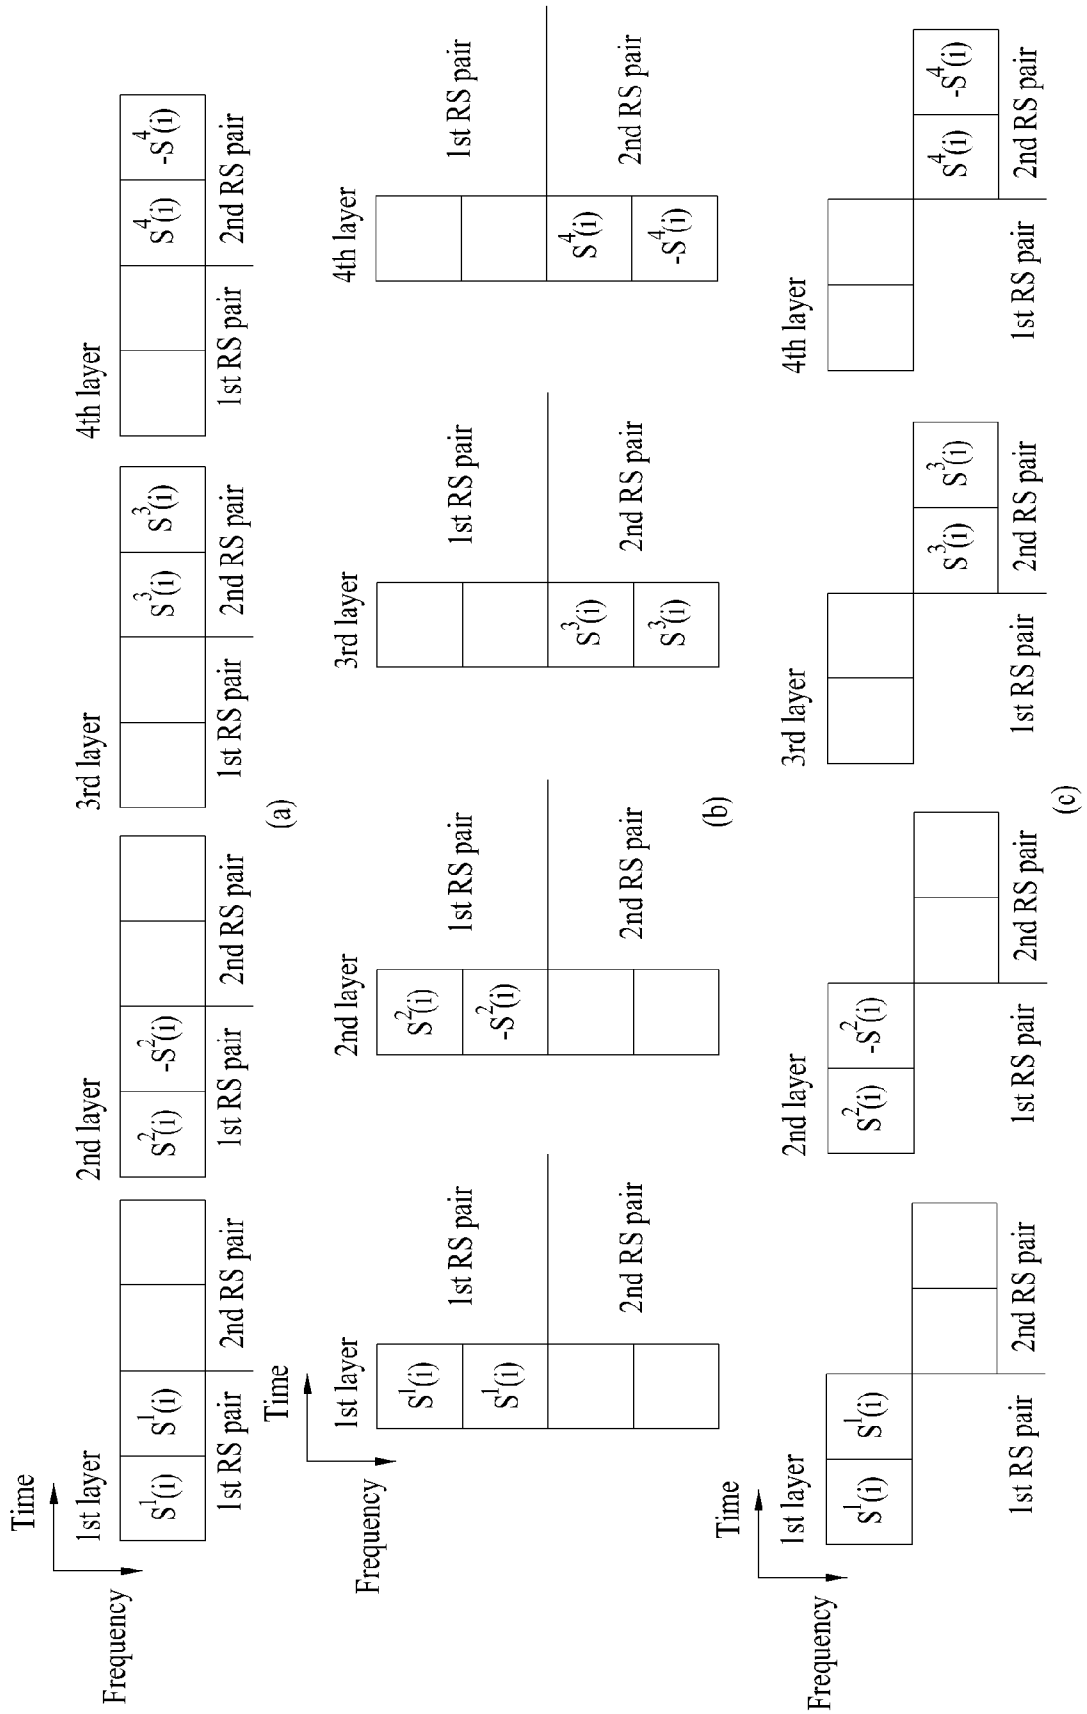 Time
Frequency
1st layer
2nd layer
3rd layer
4th layer
S¹(i) S¹(i)
S²(i) -S²(i)
S³(i) S³(i)
S⁴(i) -S⁴(i)
1st RS pair 2nd RS pair
1st RS pair 2nd RS pair
1st RS pair 2nd RS pair
1st RS pair 2nd RS pair
(a)
Time
Frequency
1st layer
2nd layer
3rd layer
4th layer
S¹(i)
S¹(i)
1st RS pair
2nd RS pair
S²(i)
-S²(i)
1st RS pair
2nd RS pair
1st RS pair
S³(i)
S³(i)
2nd RS pair
1st RS pair
S⁴(i)
-S⁴(i)
2nd RS pair
(b)
Time
Frequency
1st layer
2nd layer
3rd layer
4th layer
S¹(i) S¹(i)
S²(i) -S²(i)
S³(i) S³(i)
S⁴(i) -S⁴(i)
1st RS pair 2nd RS pair
1st RS pair 2nd RS pair
1st RS pair 2nd RS pair
1st RS pair 2nd RS pair
(c)